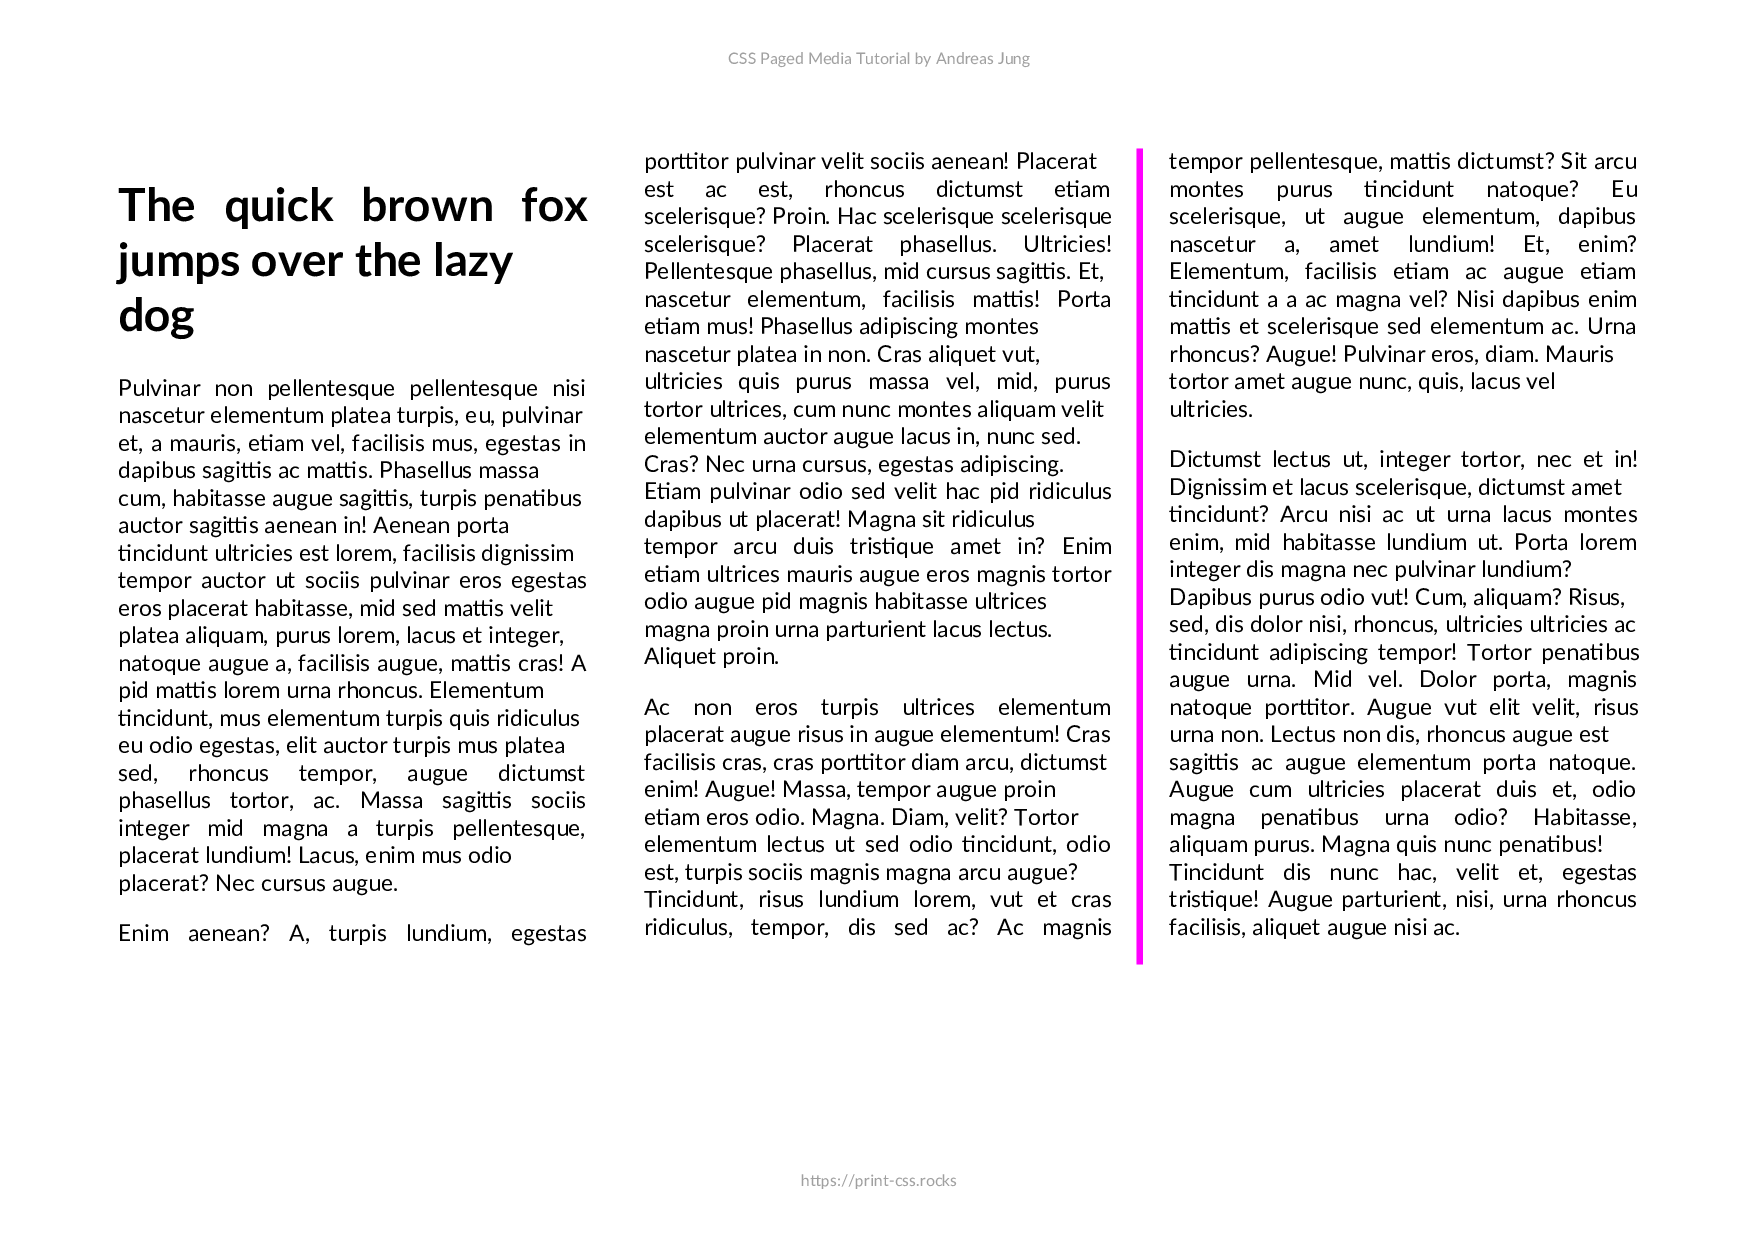 CSS Paged Media Tutorial by Andreas Jung
The quick brown fox
jumps over the lazy
dog
Pulvinar non pellentesque pellentesque nisi
nascetur elementum platea turpis, eu, pulvinar
et, a mauris, etiam vel, facilisis mus, egestas in
dapibus sagittis ac mattis. Phasellus massa
cum, habitasse augue sagittis, turpis penatibus
auctor sagittis aenean in! Aenean porta
tincidunt ultricies est lorem, facilisis dignissim
tempor auctor ut sociis pulvinar eros egestas
eros placerat habitasse, mid sed mattis velit
platea aliquam, purus lorem, lacus et integer,
natoque augue a, facilisis augue, mattis cras! A
pid mattis lorem urna rhoncus. Elementum
tincidunt, mus elementum turpis quis ridiculus
eu odio egestas, elit auctor turpis mus platea
sed, rhoncus tempor, augue dictumst
phasellus tortor, ac. Massa sagittis sociis
integer mid magna a turpis pellentesque,
placerat lundium! Lacus, enim mus odio
placerat? Nec cursus augue.
Enim aenean? A, turpis lundium, egestas
porttitor pulvinar velit sociis aenean! Placerat
est ac est, rhoncus dictumst etiam
scelerisque? Proin. Hac scelerisque scelerisque
scelerisque? Placerat phasellus. Ultricies!
Pellentesque phasellus, mid cursus sagittis. Et,
nascetur elementum, facilisis mattis! Porta
etiam mus! Phasellus adipiscing montes
nascetur platea in non. Cras aliquet vut,
ultricies quis purus massa vel, mid, purus
tortor ultrices, cum nunc montes aliquam velit
elementum auctor augue lacus in, nunc sed.
Cras? Nec urna cursus, egestas adipiscing.
Etiam pulvinar odio sed velit hac pid ridiculus
dapibus ut placerat! Magna sit ridiculus
tempor arcu duis tristique amet in? Enim
etiam ultrices mauris augue eros magnis tortor
odio augue pid magnis habitasse ultrices
magna proin urna parturient lacus lectus.
Aliquet proin.
Ac non eros turpis ultrices elementum
placerat augue risus in augue elementum! Cras
facilisis cras, cras porttitor diam arcu, dictumst
enim! Augue! Massa, tempor augue proin
etiam eros odio. Magna. Diam, velit? Tortor
elementum lectus ut sed odio tincidunt, odio
est, turpis sociis magnis magna arcu augue?
Tincidunt, risus lundium lorem, vut et cras
ridiculus, tempor, dis sed ac? Ac magnis
tempor pellentesque, mattis dictumst? Sit arcu
montes purus tincidunt natoque? Eu
scelerisque, ut augue elementum, dapibus
nascetur a, amet lundium! Et, enim?
Elementum, facilisis etiam ac augue etiam
tincidunt a a ac magna vel? Nisi dapibus enim
mattis et scelerisque sed elementum ac. Urna
rhoncus? Augue! Pulvinar eros, diam. Mauris
tortor amet augue nunc, quis, lacus vel
ultricies.
Dictumst lectus ut, integer tortor, nec et in!
Dignissim et lacus scelerisque, dictumst amet
tincidunt? Arcu nisi ac ut urna lacus montes
enim, mid habitasse lundium ut. Porta lorem
integer dis magna nec pulvinar lundium?
Dapibus purus odio vut! Cum, aliquam? Risus,
sed, dis dolor nisi, rhoncus, ultricies ultricies ac
tincidunt adipiscing tempor! Tortor penatibus
augue urna. Mid vel. Dolor porta, magnis
natoque porttitor. Augue vut elit velit, risus
urna non. Lectus non dis, rhoncus augue est
sagittis ac augue elementum porta natoque.
Augue cum ultricies placerat duis et, odio
magna penatibus urna odio? Habitasse,
aliquam purus. Magna quis nunc penatibus!
Tincidunt dis nunc hac, velit et, egestas
tristique! Augue parturient, nisi, urna rhoncus
facilisis, aliquet augue nisi ac.
https://print-css.rocks